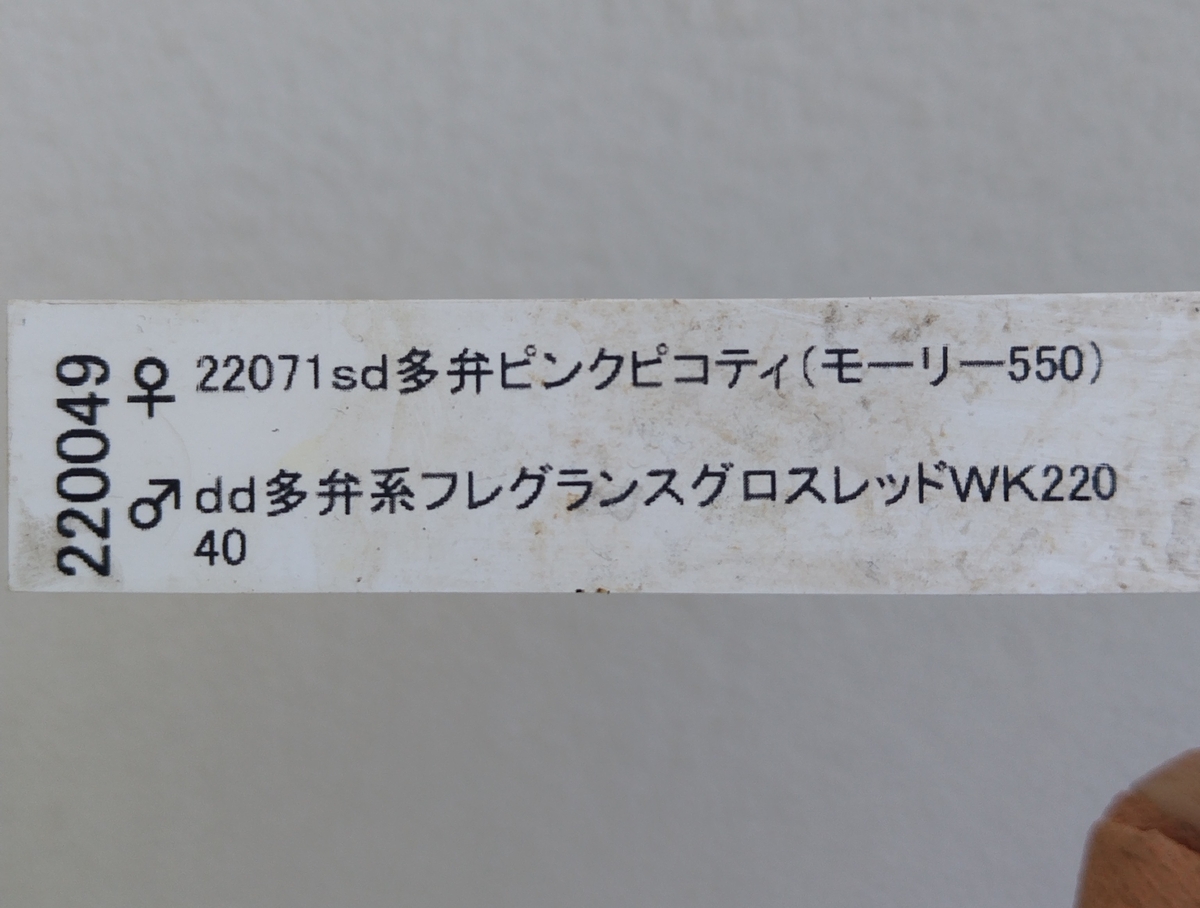 220049
♀ 22071sd多弁ピンクピコティ(モーリー550)
♂ dd多弁系フレグランスグロスレッドWK220
40